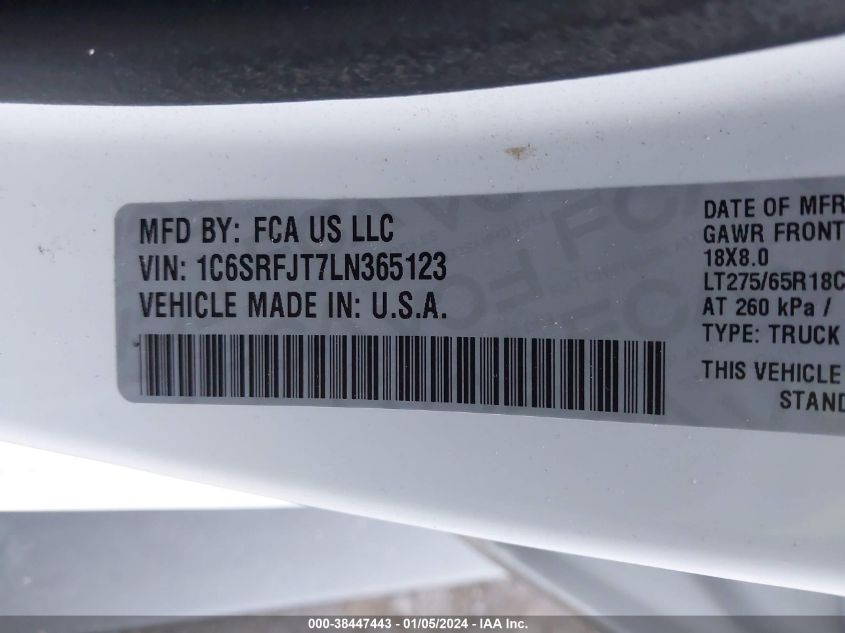 MFD BY: FCA US LLC
VIN: 1C6SRFJT7LN365123
VEHICLE MADE IN: U.S.A.
DATE OF MFR
GAWR FRONT
18X8.0
LT275/65R18C
AT 260 kPa /
TYPE: TRUCK
THIS VEHICLE
STAND
000-38447443 - 01/05/2024 - IAA Inc.